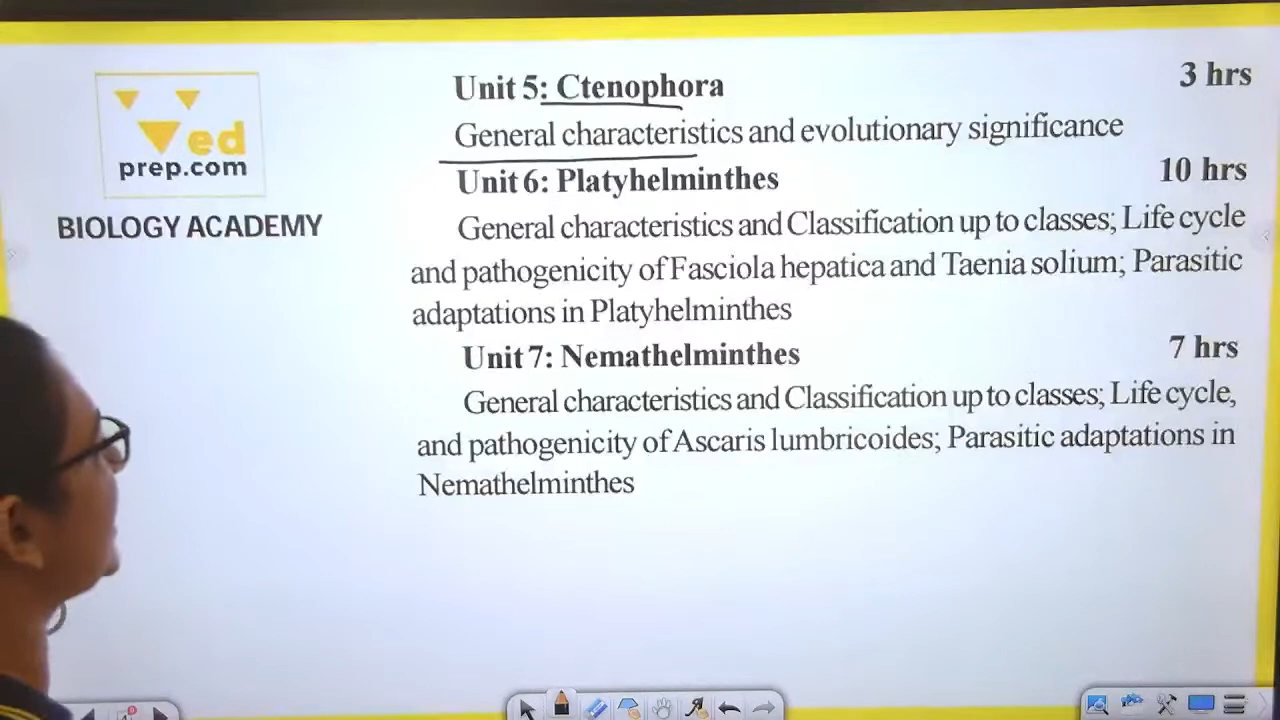 ed
prep.com
BIOLOGY ACADEMY
Unit 5: Ctenophora 3 hrs
General characteristics and evolutionary significance
Unit 6: Platyhelminthes 10 hrs
General characteristics and Classification up to classes; Life cycle
and pathogenicity of Fasciola hepatica and Taenia solium; Parasitic
adaptations in Platyhelminthes
Unit 7: Nemathelminthes 7 hrs
General characteristics and Classification up to classes; Life cycle,
and pathogenicity of Ascaris lumbricoides; Parasitic adaptations in
Nemathelminthes